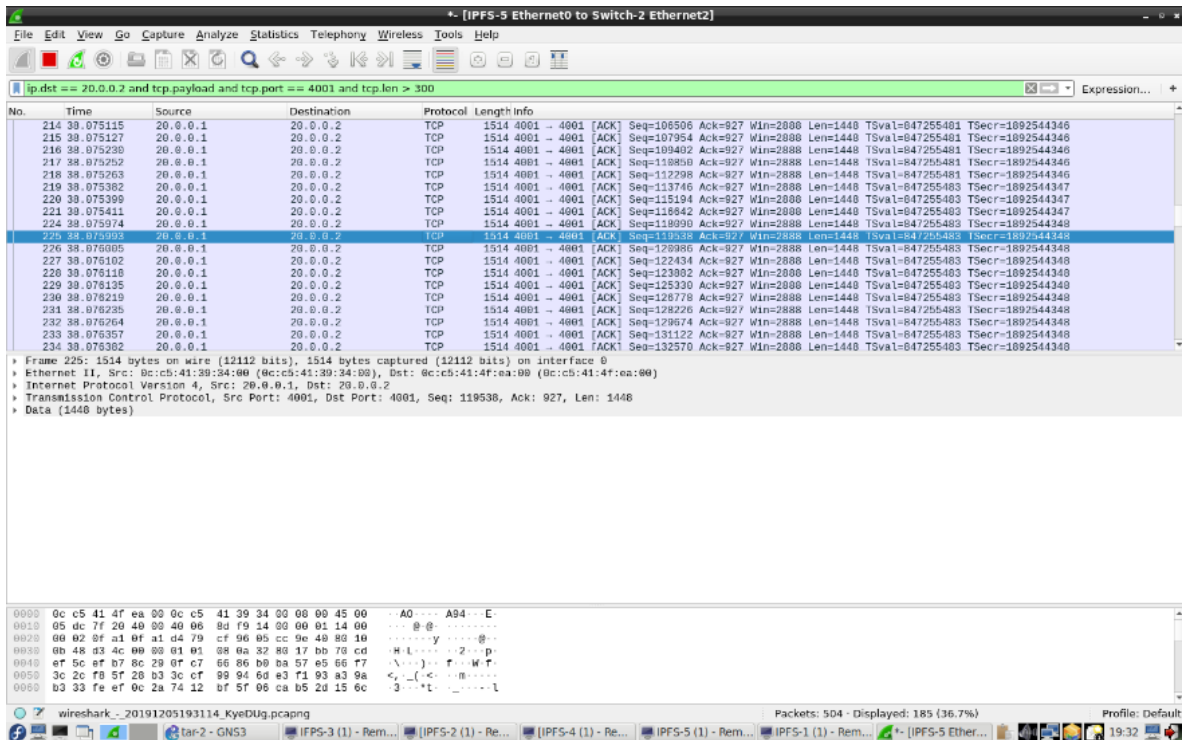 *- [IPFS-5 Ethernet0 to Switch-2 Ethernet2]
File Edit View Go Capture Analyze Statistics Telephony Wireless Tools Help
ip.dst == 20.0.0.2 and tcp.payload and tcp.port == 4001 and tcp.len > 300 Expression... +
No. Time Source Destination Protocol Length Info
214 38.075115 20.0.0.1 20.0.0.2 TCP 1514 4001 → 4001 [ACK] Seq=106506 Ack=927 Win=2888 Len=1448 TSval=847255481 TSecr=1892544346
215 38.075127 20.0.0.1 20.0.0.2 TCP 1514 4001 → 4001 [ACK] Seq=107954 Ack=927 Win=2888 Len=1448 TSval=847255481 TSecr=1892544346
216 38.075230 20.0.0.1 20.0.0.2 TCP 1514 4001 → 4001 [ACK] Seq=109402 Ack=927 Win=2888 Len=1448 TSval=847255481 TSecr=1892544346
217 38.075252 20.0.0.1 20.0.0.2 TCP 1514 4001 → 4001 [ACK] Seq=110850 Ack=927 Win=2888 Len=1448 TSval=847255481 TSecr=1892544346
218 38.075263 20.0.0.1 20.0.0.2 TCP 1514 4001 → 4001 [ACK] Seq=112298 Ack=927 Win=2888 Len=1448 TSval=847255481 TSecr=1892544346
219 38.075382 20.0.0.1 20.0.0.2 TCP 1514 4001 → 4001 [ACK] Seq=113746 Ack=927 Win=2888 Len=1448 TSval=847255483 TSecr=1892544347
220 38.075399 20.0.0.1 20.0.0.2 TCP 1514 4001 → 4001 [ACK] Seq=115194 Ack=927 Win=2888 Len=1448 TSval=847255483 TSecr=1892544347
221 38.075411 20.0.0.1 20.0.0.2 TCP 1514 4001 → 4001 [ACK] Seq=116642 Ack=927 Win=2888 Len=1448 TSval=847255483 TSecr=1892544347
224 38.075974 20.0.0.1 20.0.0.2 TCP 1514 4001 → 4001 [ACK] Seq=118090 Ack=927 Win=2888 Len=1448 TSval=847255483 TSecr=1892544348
225 38.075993 20.0.0.1 20.0.0.2 TCP 1514 4001 → 4001 [ACK] Seq=119538 Ack=927 Win=2888 Len=1448 TSval=847255483 TSecr=1892544348
226 38.076005 20.0.0.1 20.0.0.2 TCP 1514 4001 → 4001 [ACK] Seq=120986 Ack=927 Win=2888 Len=1448 TSval=847255483 TSecr=1892544348
227 38.076102 20.0.0.1 20.0.0.2 TCP 1514 4001 → 4001 [ACK] Seq=122434 Ack=927 Win=2888 Len=1448 TSval=847255483 TSecr=1892544348
228 38.076118 20.0.0.1 20.0.0.2 TCP 1514 4001 → 4001 [ACK] Seq=123882 Ack=927 Win=2888 Len=1448 TSval=847255483 TSecr=1892544348
229 38.076135 20.0.0.1 20.0.0.2 TCP 1514 4001 → 4001 [ACK] Seq=125330 Ack=927 Win=2888 Len=1448 TSval=847255483 TSecr=1892544348
230 38.076219 20.0.0.1 20.0.0.2 TCP 1514 4001 → 4001 [ACK] Seq=126778 Ack=927 Win=2888 Len=1448 TSval=847255483 TSecr=1892544348
231 38.076235 20.0.0.1 20.0.0.2 TCP 1514 4001 → 4001 [ACK] Seq=128226 Ack=927 Win=2888 Len=1448 TSval=847255483 TSecr=1892544348
232 38.076264 20.0.0.1 20.0.0.2 TCP 1514 4001 → 4001 [ACK] Seq=129674 Ack=927 Win=2888 Len=1448 TSval=847255483 TSecr=1892544348
233 38.076357 20.0.0.1 20.0.0.2 TCP 1514 4001 → 4001 [ACK] Seq=131122 Ack=927 Win=2888 Len=1448 TSval=847255483 TSecr=1892544348
234 38.076382 20.0.0.1 20.0.0.2 TCP 1514 4001 → 4001 [ACK] Seq=132570 Ack=927 Win=2888 Len=1448 TSval=847255483 TSecr=1892544348
Frame 225: 1514 bytes on wire (12112 bits), 1514 bytes captured (12112 bits) on interface 0
Ethernet II, Src: 0c:c5:41:39:34:00 (0c:c5:41:39:34:00), Dst: 0c:c5:41:4f:ea:00 (0c:c5:41:4f:ea:00)
Internet Protocol Version 4, Src: 20.0.0.1, Dst: 20.0.0.2
Transmission Control Protocol, Src Port: 4001, Dst Port: 4001, Seq: 119538, Ack: 927, Len: 1448
Data (1448 bytes)
0000 0c c5 41 4f ea 00 0c c5 41 39 34 00 08 00 45 00 ··AO···· A94···E·
0010 05 dc 7f 20 40 00 40 06 8d f9 14 00 00 01 14 00 ··· @·@· ········
0020 00 02 0f a1 0f a1 d4 79 cf 96 05 cc 9e 40 80 10 ·······y ·····@··
0030 0b 48 d3 4c 00 00 01 01 08 0a 32 80 17 bb 70 cd ·H·L···· ··2···p·
0040 ef 5c ef b7 8c 29 0f c7 66 86 b0 ba 57 e5 66 f7 ·\···)·· f···W·f·
0050 3c 2c f8 5f 28 b3 3c cf 99 94 6d e3 f1 93 a3 9a <,·_(·<· ··m·····
0060 b3 33 fe ef 0c 2a 74 12 bf 5f 06 ca b5 2d 15 6c ·3···*t· ·_···-·l
wireshark_-_20191205193114_KyeDUg.pcapng Packets: 504 · Displayed: 185 (36.7%) Profile: Default
tar-2 - GNS3 IFPS-3 (1) - Rem... [IPFS-2 (1) - Re... [IPFS-4 (1) - Re... IPFS-5 (1) - Rem... IPFS-1 (1) - Rem... *- [IPFS-5 Ether... 19:32